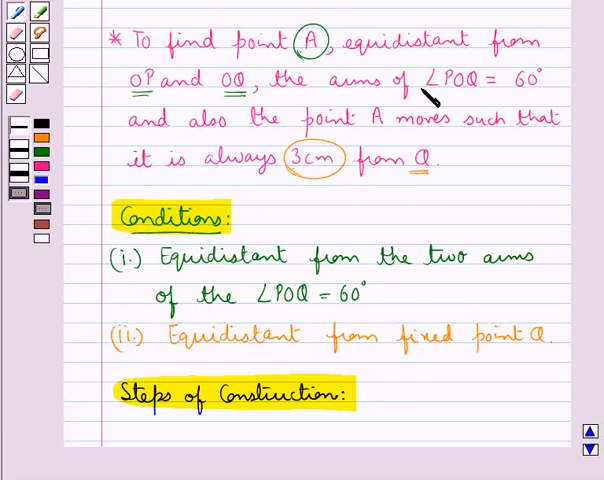 * To find point A, equidistant from
OP and OQ, the arms of ∠POQ = 60°
and also the point A moves such that
it is always 3cm from Q.
Conditions:
(i.) Equidistant from the two arms
of the ∠POQ = 60°
(ii.) Equidistant from fixed point Q.
Steps of Construction: